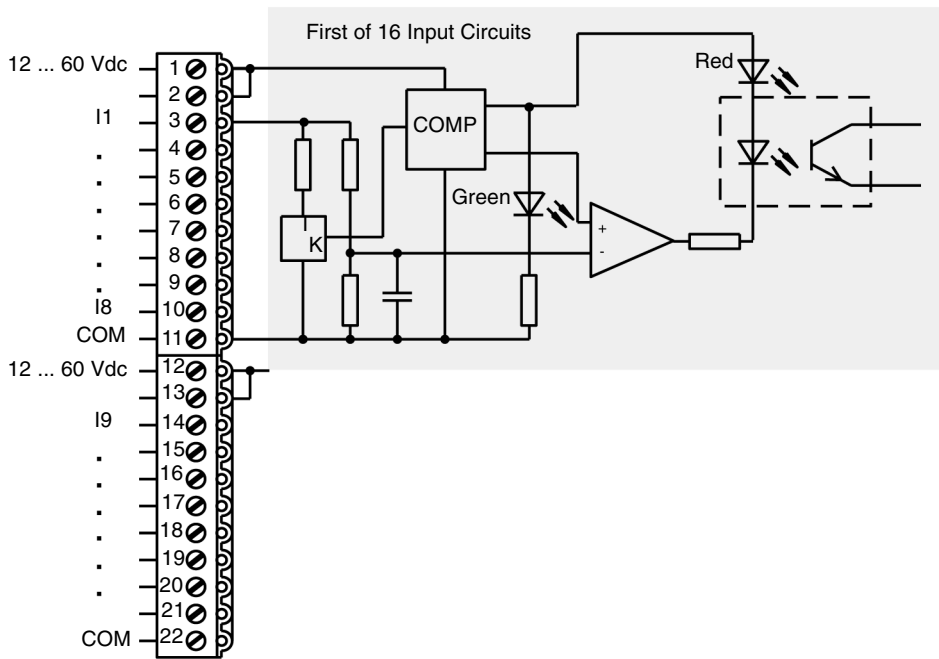 First of 16 Input Circuits
12 ... 60 Vdc 1
2
I1 3
. 4
. 5
. 6
. 7
. 8
. 9
I8 10
COM 11
12 ... 60 Vdc 12
13
I9 14
. 15
. 16
. 17
. 18
. 19
. 20
21
COM 22
COMP
Red
Green
I
K
+
-